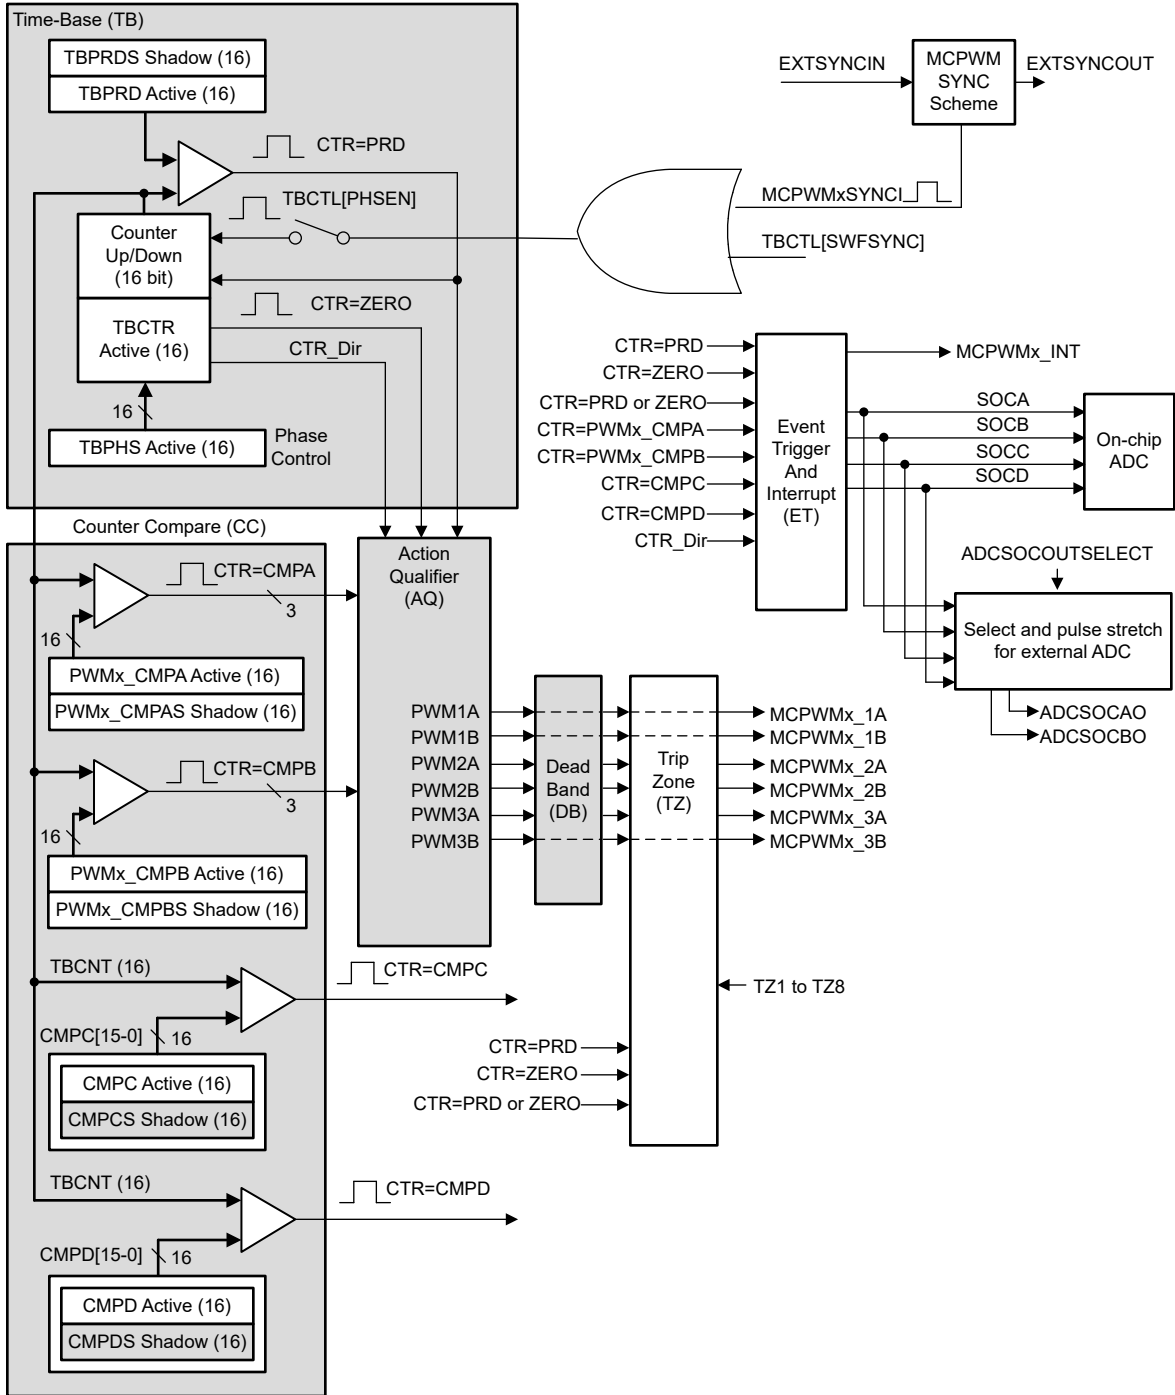 Time-Base (TB)
TBPRDS Shadow (16)
TBPRD Active (16)
CTR=PRD
TBCTL[PHSEN]
Counter
Up/Down
(16 bit)
CTR=ZERO
TBCTR
Active (16)
CTR_Dir
16
TBPHS Active (16)
Phase
Control
EXTSYNCIN
MCPWM
SYNC
Scheme
EXTSYNCOUT
MCPWMxSYNCI
TBCTL[SWFSYNC]
CTR=PRD
CTR=ZERO
CTR=PRD or ZERO
CTR=PWMx_CMPA
CTR=PWMx_CMPB
CTR=CMPC
CTR=CMPD
CTR_Dir
Event
Trigger
And
Interrupt
(ET)
MCPWMx_INT
SOCA
SOCB
SOCC
SOCD
On-chip
ADC
ADCSOCOUTSELECT
Select and pulse stretch
for external ADC
ADCSOCAO
ADCSOCBO
Counter Compare (CC)
CTR=CMPA
3
16
PWMx_CMPA Active (16)
PWMx_CMPAS Shadow (16)
CTR=CMPB
3
16
PWMx_CMPB Active (16)
PWMx_CMPBS Shadow (16)
TBCNT (16)
CTR=CMPC
CMPC[15-0]
16
CMPC Active (16)
CMPCS Shadow (16)
TBCNT (16)
CTR=CMPD
CMPD[15-0]
16
CMPD Active (16)
CMPDS Shadow (16)
Action
Qualifier
(AQ)
PWM1A
PWM1B
PWM2A
PWM2B
PWM3A
PWM3B
Dead
Band
(DB)
Trip
Zone
(TZ)
MCPWMx_1A
MCPWMx_1B
MCPWMx_2A
MCPWMx_2B
MCPWMx_3A
MCPWMx_3B
TZ1 to TZ8
CTR=PRD
CTR=ZERO
CTR=PRD or ZERO